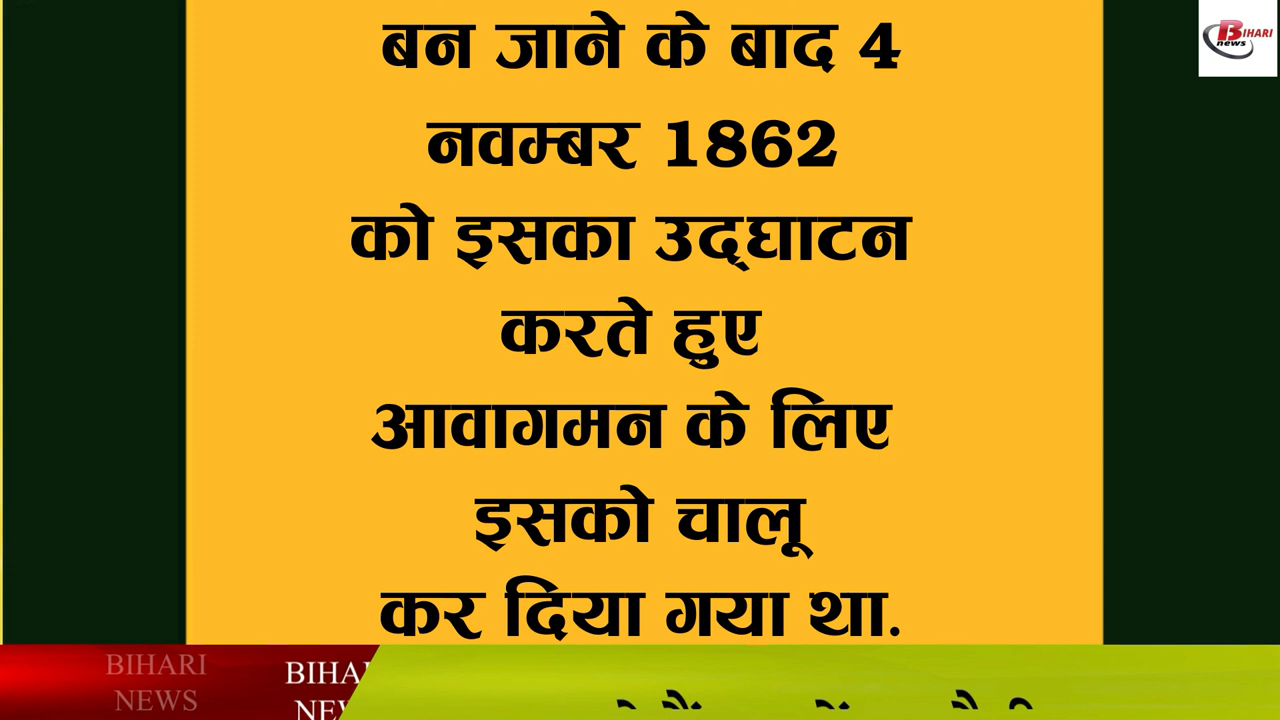 बन जाने के बाद 4
BIHARI
news
नवम्बर 1862
को इसका उद्घाटन
करते हुए
आवागमन के लिए
इसको चालू
कर दिया गया था.
BIHARI
NEWS